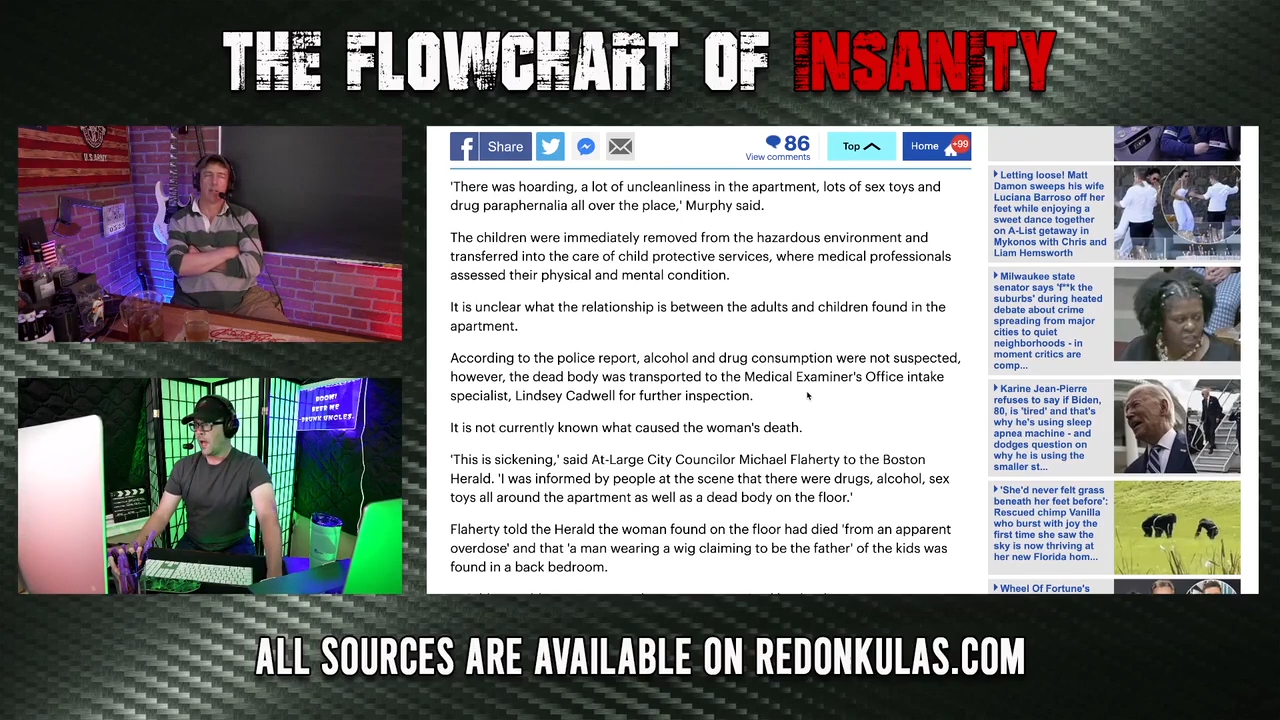 THE FLOWCHART OF INSANITY
U.S. ARMY
BOOM!
BEER ME
DRUNK UNCLES.
Share
86
View comments
Top
Home
+99
'There was hoarding, a lot of uncleanliness in the apartment, lots of sex toys and
drug paraphernalia all over the place,' Murphy said.
The children were immediately removed from the hazardous environment and
transferred into the care of child protective services, where medical professionals
assessed their physical and mental condition.
It is unclear what the relationship is between the adults and children found in the
apartment.
According to the police report, alcohol and drug consumption were not suspected,
however, the dead body was transported to the Medical Examiner's Office intake
specialist, Lindsey Cadwell for further inspection.
It is not currently known what caused the woman's death.
'This is sickening,' said At-Large City Councilor Michael Flaherty to the Boston
Herald. 'I was informed by people at the scene that there were drugs, alcohol, sex
toys all around the apartment as well as a dead body on the floor.'
Flaherty told the Herald the woman found on the floor had died 'from an apparent
overdose' and that 'a man wearing a wig claiming to be the father' of the kids was
found in a back bedroom.
Letting loose! Matt
Damon sweeps his wife
Luciana Barroso off her
feet while enjoying a
sweet dance together
on A-List getaway in
Mykonos with Chris and
Liam Hemsworth
Milwaukee state
senator says 'f**k the
suburbs' during heated
debate about crime
spreading from major
cities to quiet
neighborhoods - in
moment critics are
comp...
Karine Jean-Pierre
refuses to say if Biden,
80, is 'tired' and that's
why he's using sleep
apnea machine - and
dodges question on
why he is using the
smaller st...
'She'd never felt grass
beneath her feet before':
Rescued chimp Vanilla
who burst with joy the
first time she saw the
sky is now thriving at
her new Florida hom...
Wheel Of Fortune's
ALL SOURCES ARE AVAILABLE ON REDONKULAS.COM